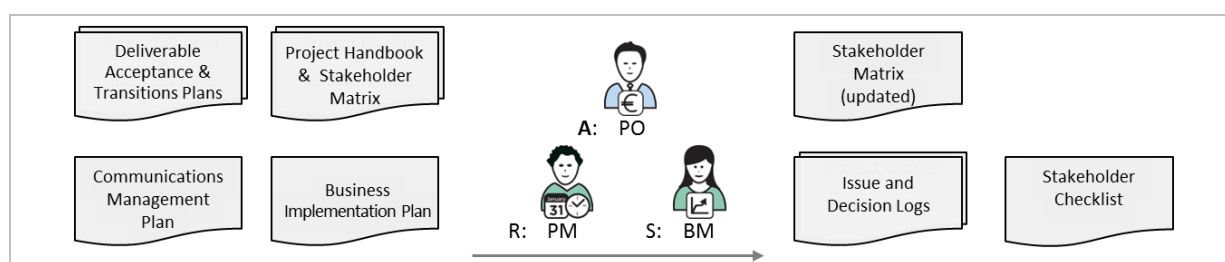 Deliverable
Acceptance &
Transitions Plans
Project Handbook
& Stakeholder
Matrix
Communications
Management
Plan
Business
Implementation Plan
€
A: PO
January
31
R: PM
S: BM
Stakeholder
Matrix
(updated)
Issue and
Decision Logs
Stakeholder
Checklist